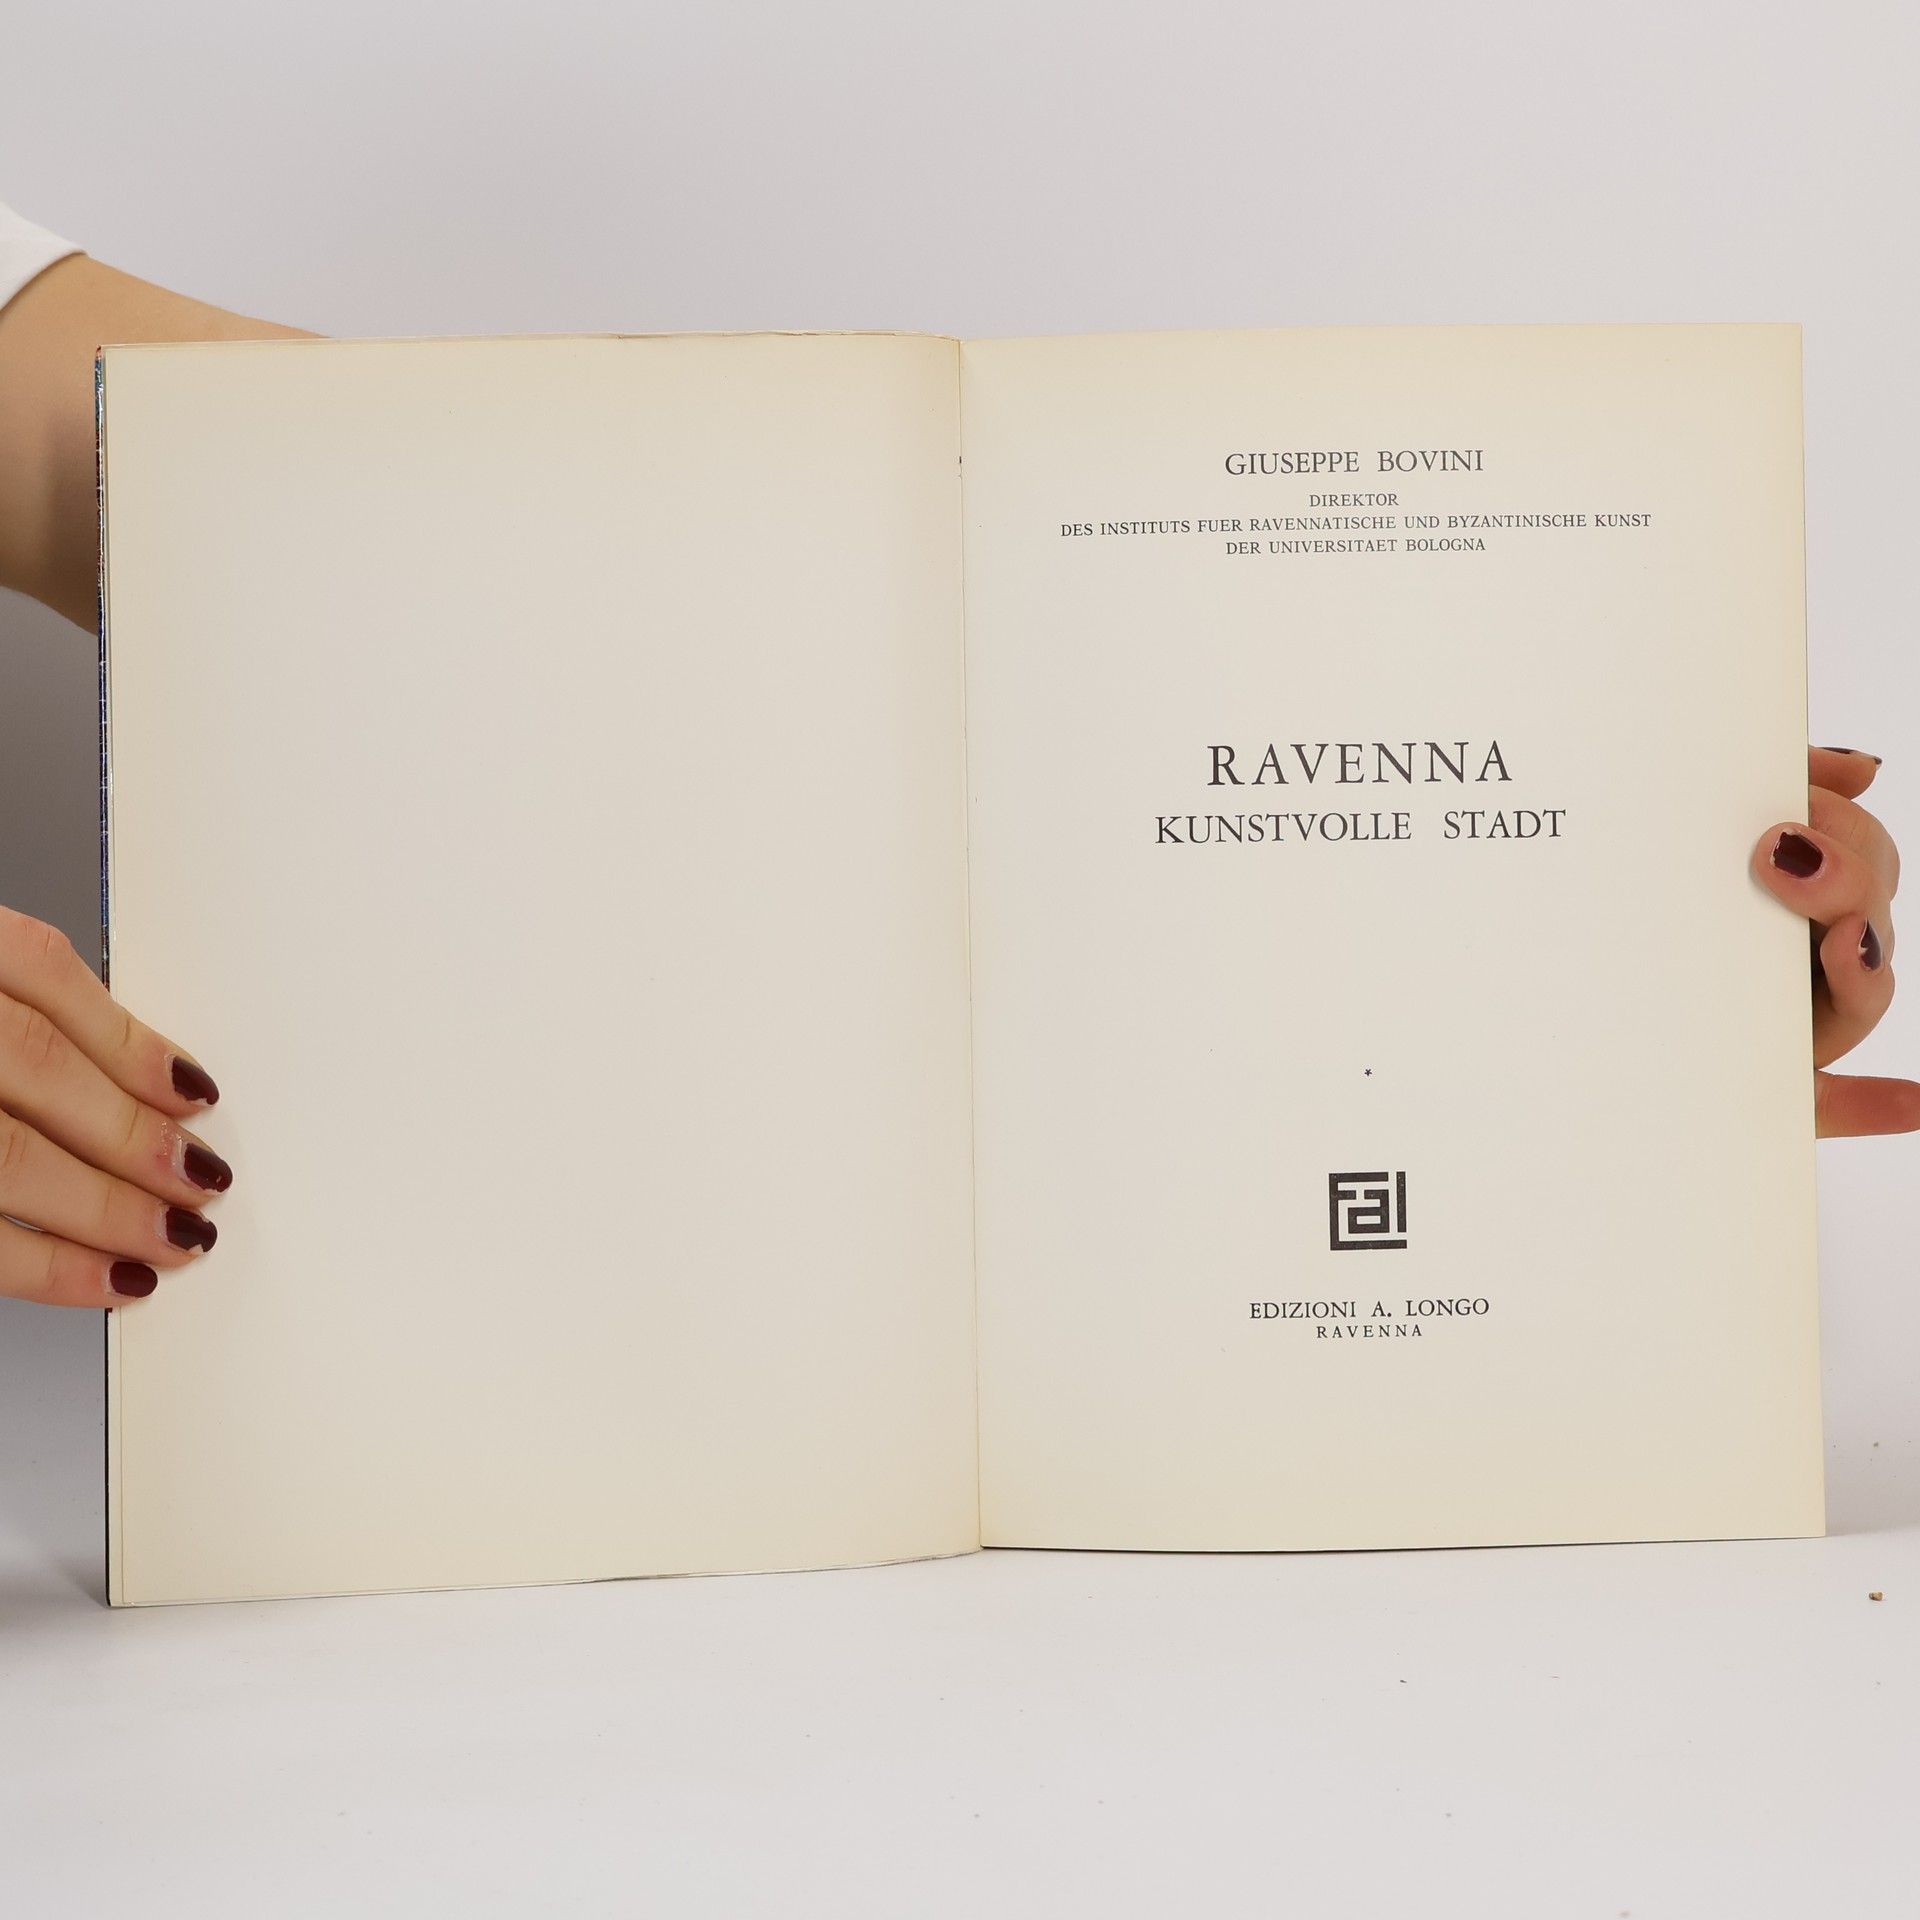 GIUSEPPE BOVINI
DIREKTOR
DES INSTITUTS FUER RAVENNATISCHE UND BYZANTINISCHE KUNST
DER UNIVERSITAET BOLOGNA
RAVENNA
KUNSTVOLLE STADT
*
eal
EDIZIONI A. LONGO
RAVENNA